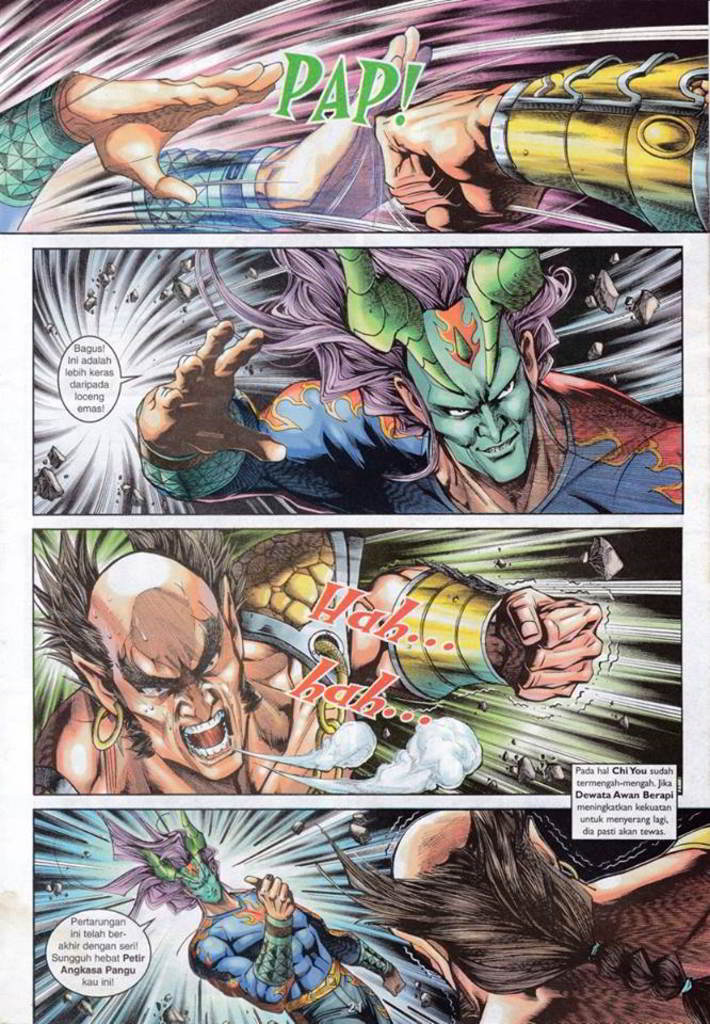 PAP!
Bagus!
Ini adalah
lebih keras
daripada
loceng
emas!
Hah...
hah...
Pada hal Chi You sudah
termengah-mengah. Jika
Dewata Awan Berapi
meningkatkan kekuatan
untuk menyerang lagi,
dia pasti akan tewas.
Pertarungan
ini telah ber-
akhir dengan seri!
Sungguh hebat Petir
Angkasa Pangu
kau ini!
21